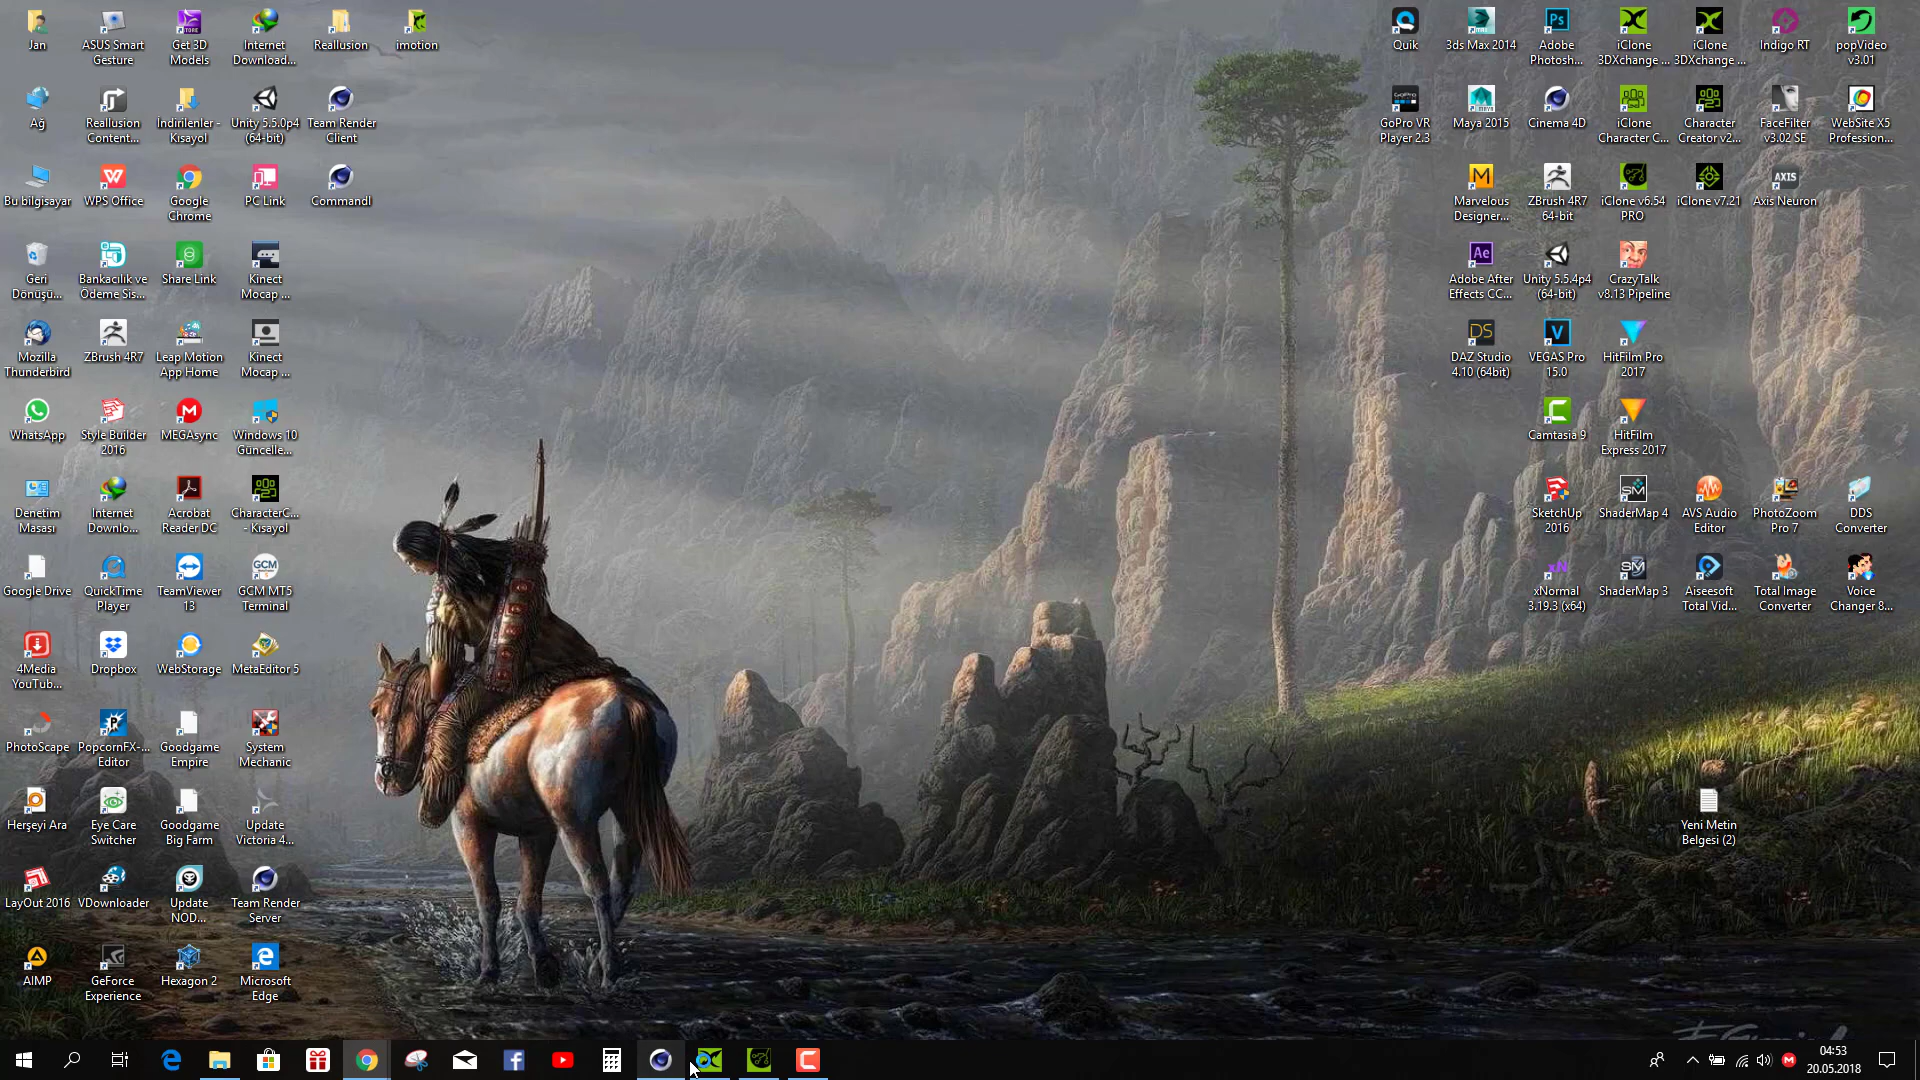 Jan
ASUS Smart
Gesture
Get 3D
Models
Internet
Download...
Reallusion
imotion
Ağ
Reallusion
Content...
İndirilenler -
Kısayol
Unity 5.5.0p4
(64-bit)
Team Render
Client
Bu bilgisayar
WPS Office
Google
Chrome
PC Link
Commandl
Geri
Dönüşü...
Bankacılık ve
Ödeme Sis...
Share Link
Kinect
Mocap ...
Mozilla
Thunderbird
ZBrush 4R7
Leap Motion
App Home
Kinect
Mocap ...
WhatsApp
Style Builder
2016
MEGAsync
Windows 10
Güncelle...
Denetim
Masası
Internet
Downlo...
Acrobat
Reader DC
CharacterC...
- Kısayol
Google Drive
QuickTime
Player
TeamViewer
13
GCM MT5
Terminal
4Media
YouTub...
Dropbox
WebStorage
MetaEditor 5
PhotoScape
PopcornFX-...
Editor
Goodgame
Empire
System
Mechanic
Herşeyi Ara
Eye Care
Switcher
Goodgame
Big Farm
Update
Victoria 4...
LayOut 2016
VDownloader
Update
NOD...
Team Render
Server
AIMP
GeForce
Experience
Hexagon 2
Microsoft
Edge
Quik
3ds Max 2014
Adobe
Photosh...
iClone
3DXchange ...
iClone
3DXchange ...
Indigo RT
popVideo
v3.01
GoPro VR
Player 2.3
Maya 2015
Cinema 4D
iClone
Character C...
Character
Creator v2...
FaceFilter
v3.02 SE
WebSite X5
Profession...
Marvelous
Designer...
ZBrush 4R7
64-bit
iClone v6.54
PRO
iClone v7.21
AXIS
Axis Neuron
Adobe After
Effects CC...
Unity 5.5.4p4
(64-bit)
CrazyTalk
v8.13 Pipeline
DAZ Studio
4.10 (64bit)
VEGAS Pro
15.0
HitFilm Pro
2017
Camtasia 9
HitFilm
Express 2017
SketchUp
2016
ShaderMap 4
AVS Audio
Editor
PhotoZoom
Pro 7
DDS
Converter
xNormal
3.19.3 (x64)
ShaderMap 3
Aiseesoft
Total Vid...
Total Image
Converter
Voice
Changer 8...
Yeni Metin
Belgesi (2)
04:53
20.05.2018